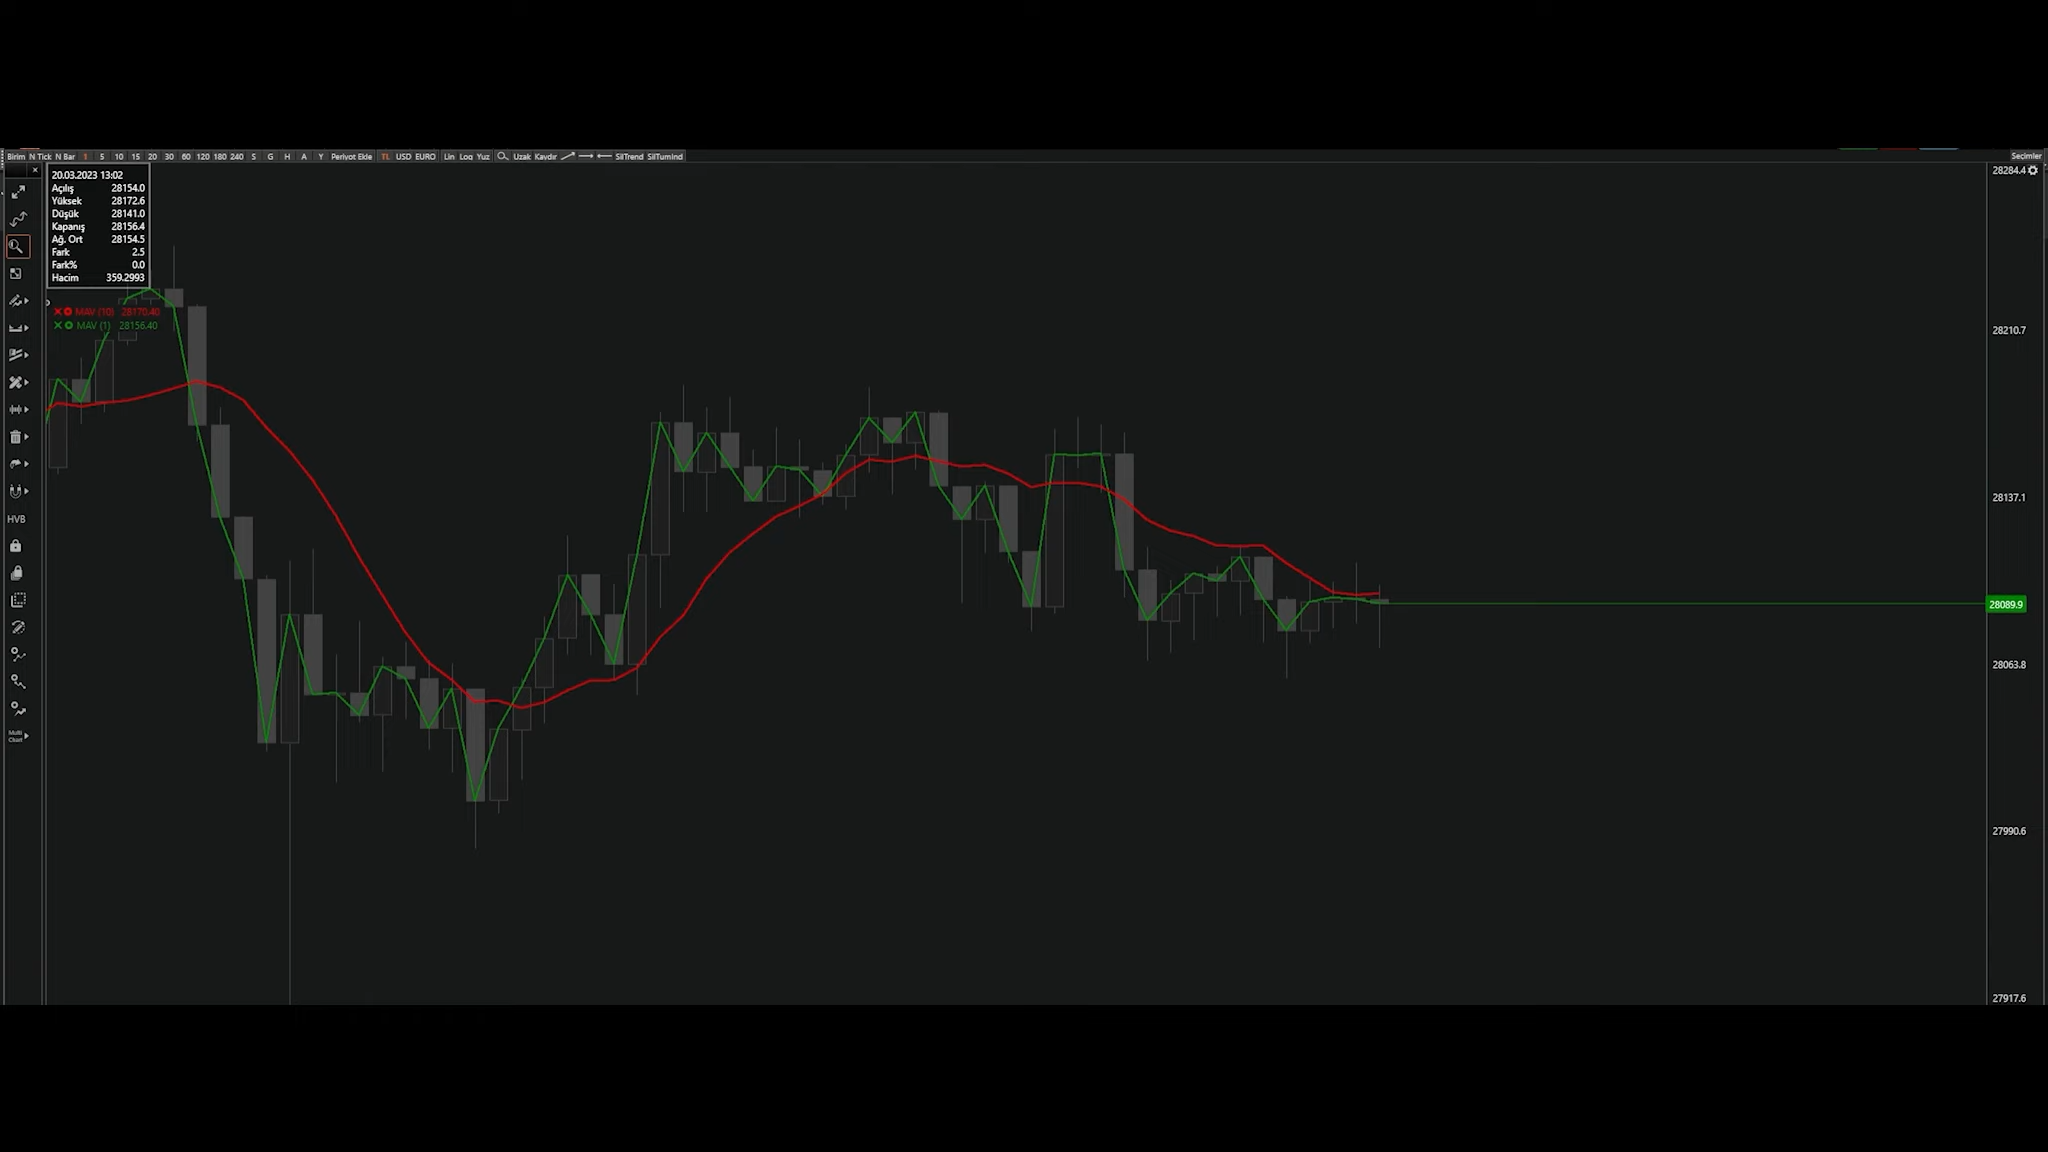 Birim N Tick N Bar 1 5 10 15 20 30 60 120 180 240 S G H A Y Periyot Ekle TL USD EURO Lin Log Yuz Uzak Kaydır SilTrend SilTumInd Secimler
20.03.2023 13:02
Açılış 28154.0
Yüksek 28172.6
Düşük 28141.0
Kapanış 28156.4
Ağ. Ort 28154.5
Fark 2.5
Fark% 0.0
Hacim 359.2993
MAV (10) 28170.40
MAV (1) 28156.40
HVB
Multi
Chart
28284.4
28210.7
28137.1
28089.9
28063.8
27990.6
27917.6